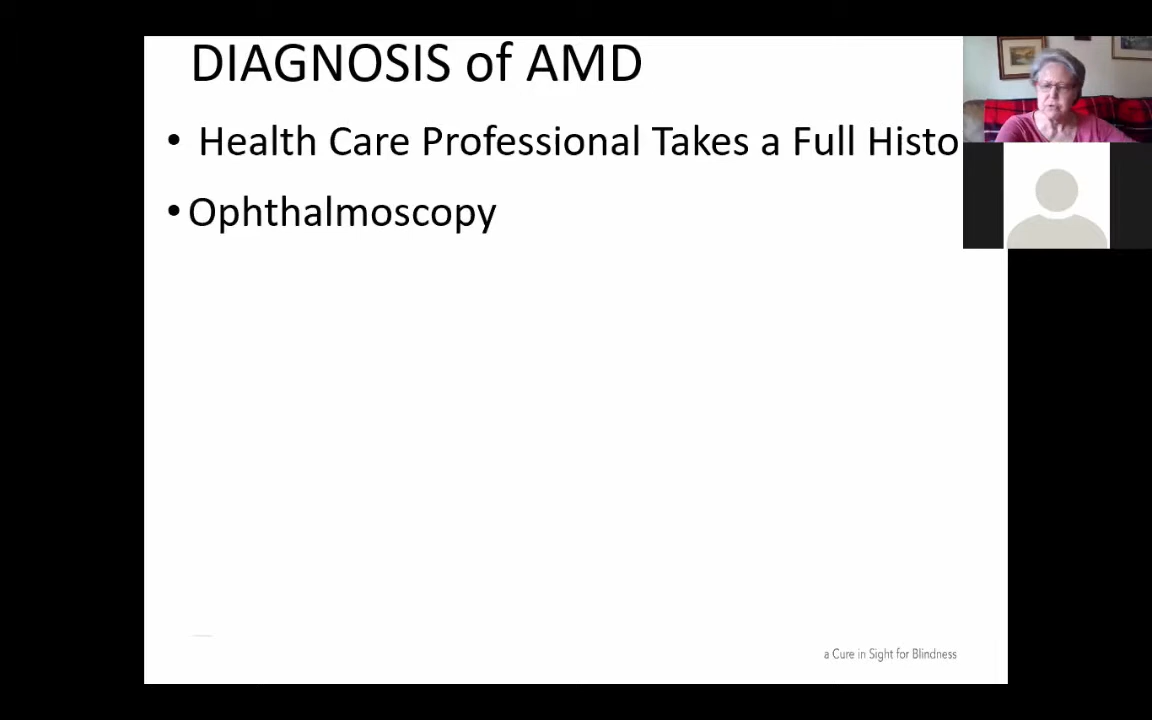 DIAGNOSIS of AMD
• Health Care Professional Takes a Full Histo
• Ophthalmoscopy
a Cure in Sight for Blindness